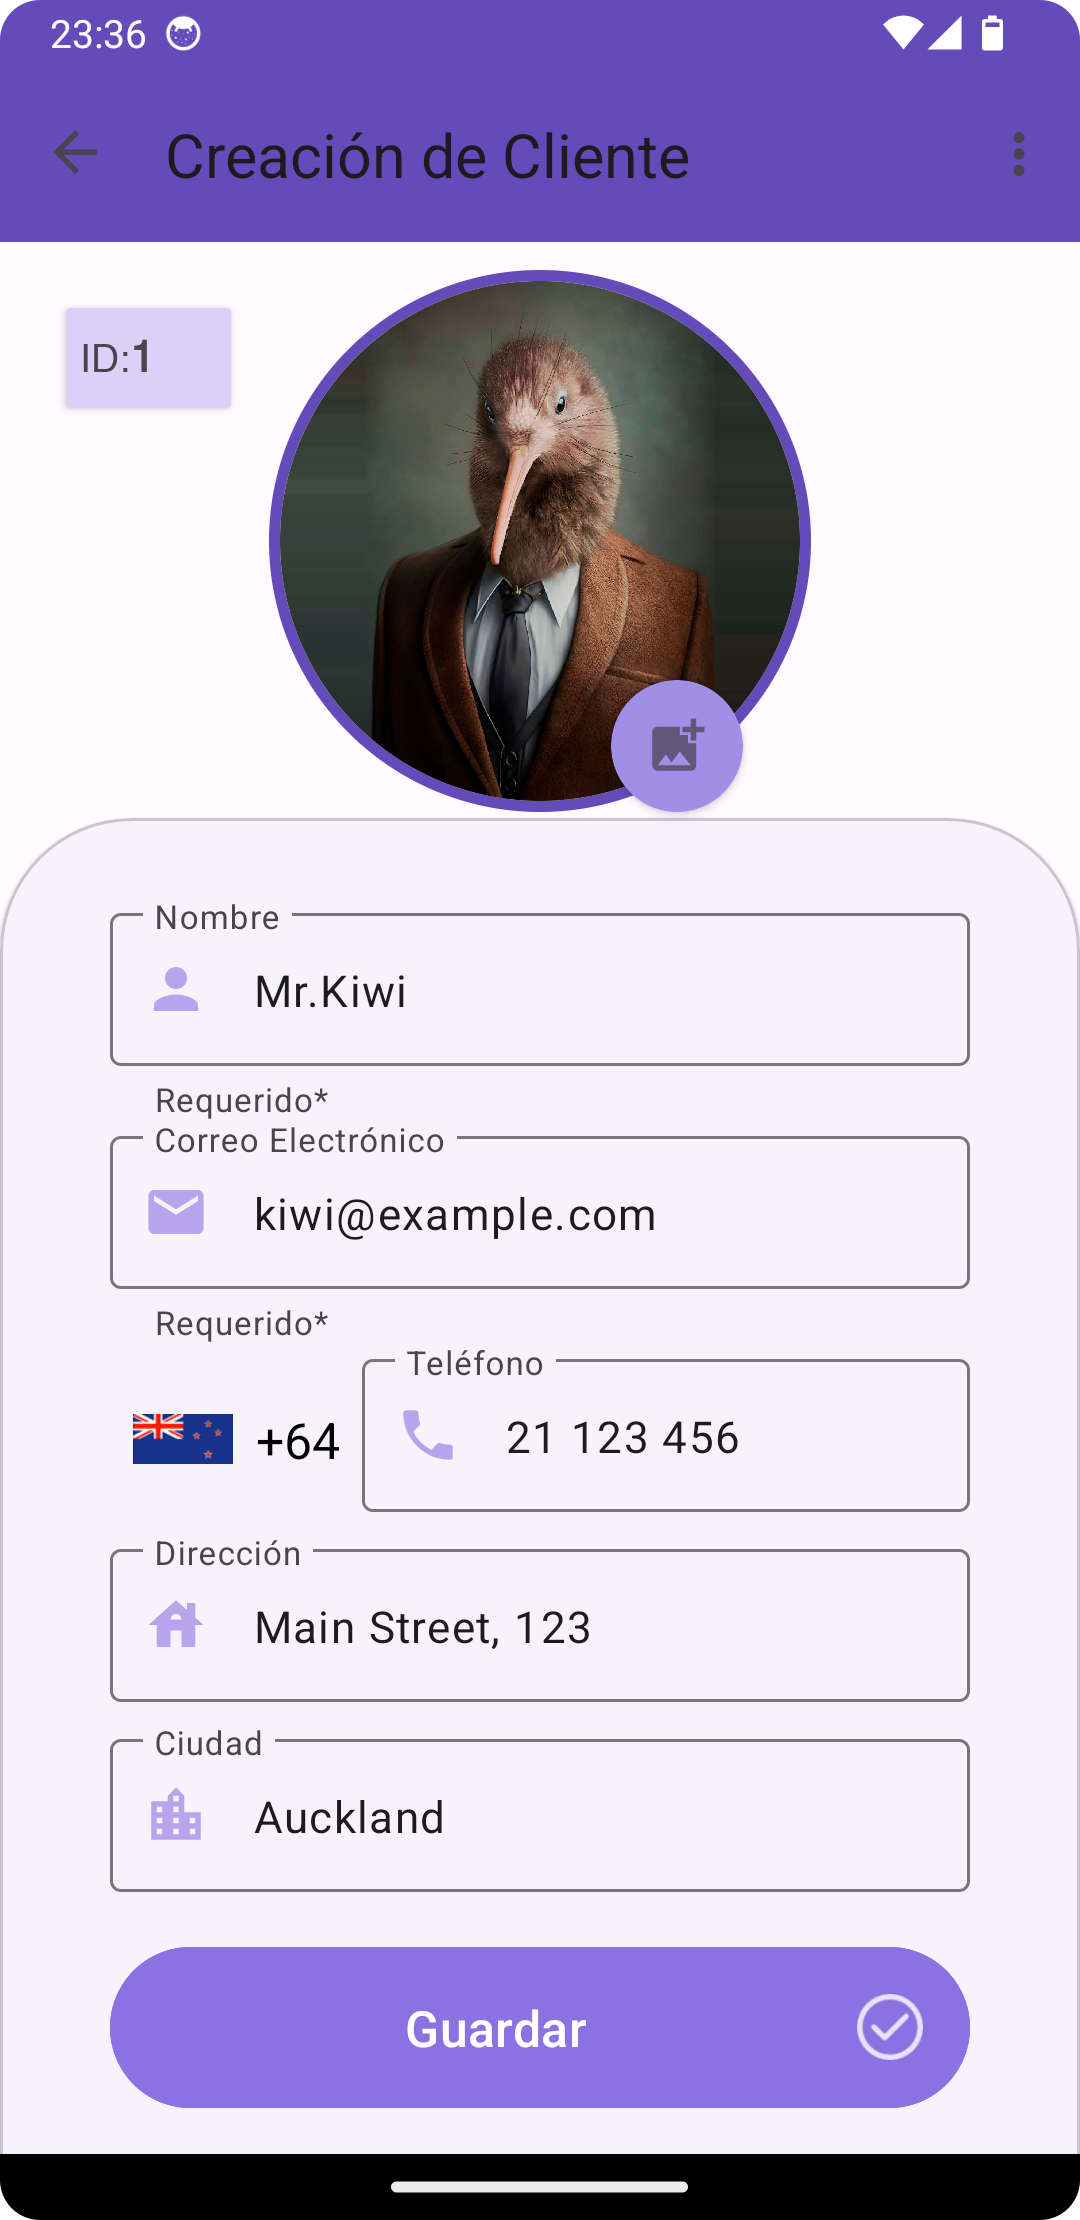 23:36
Creación de Cliente
ID:1
Nombre
Mr.Kiwi
Requerido*
Correo Electrónico
kiwi@example.com
Requerido*
Teléfono
+64 21 123 456
Dirección
Main Street, 123
Ciudad
Auckland
Guardar